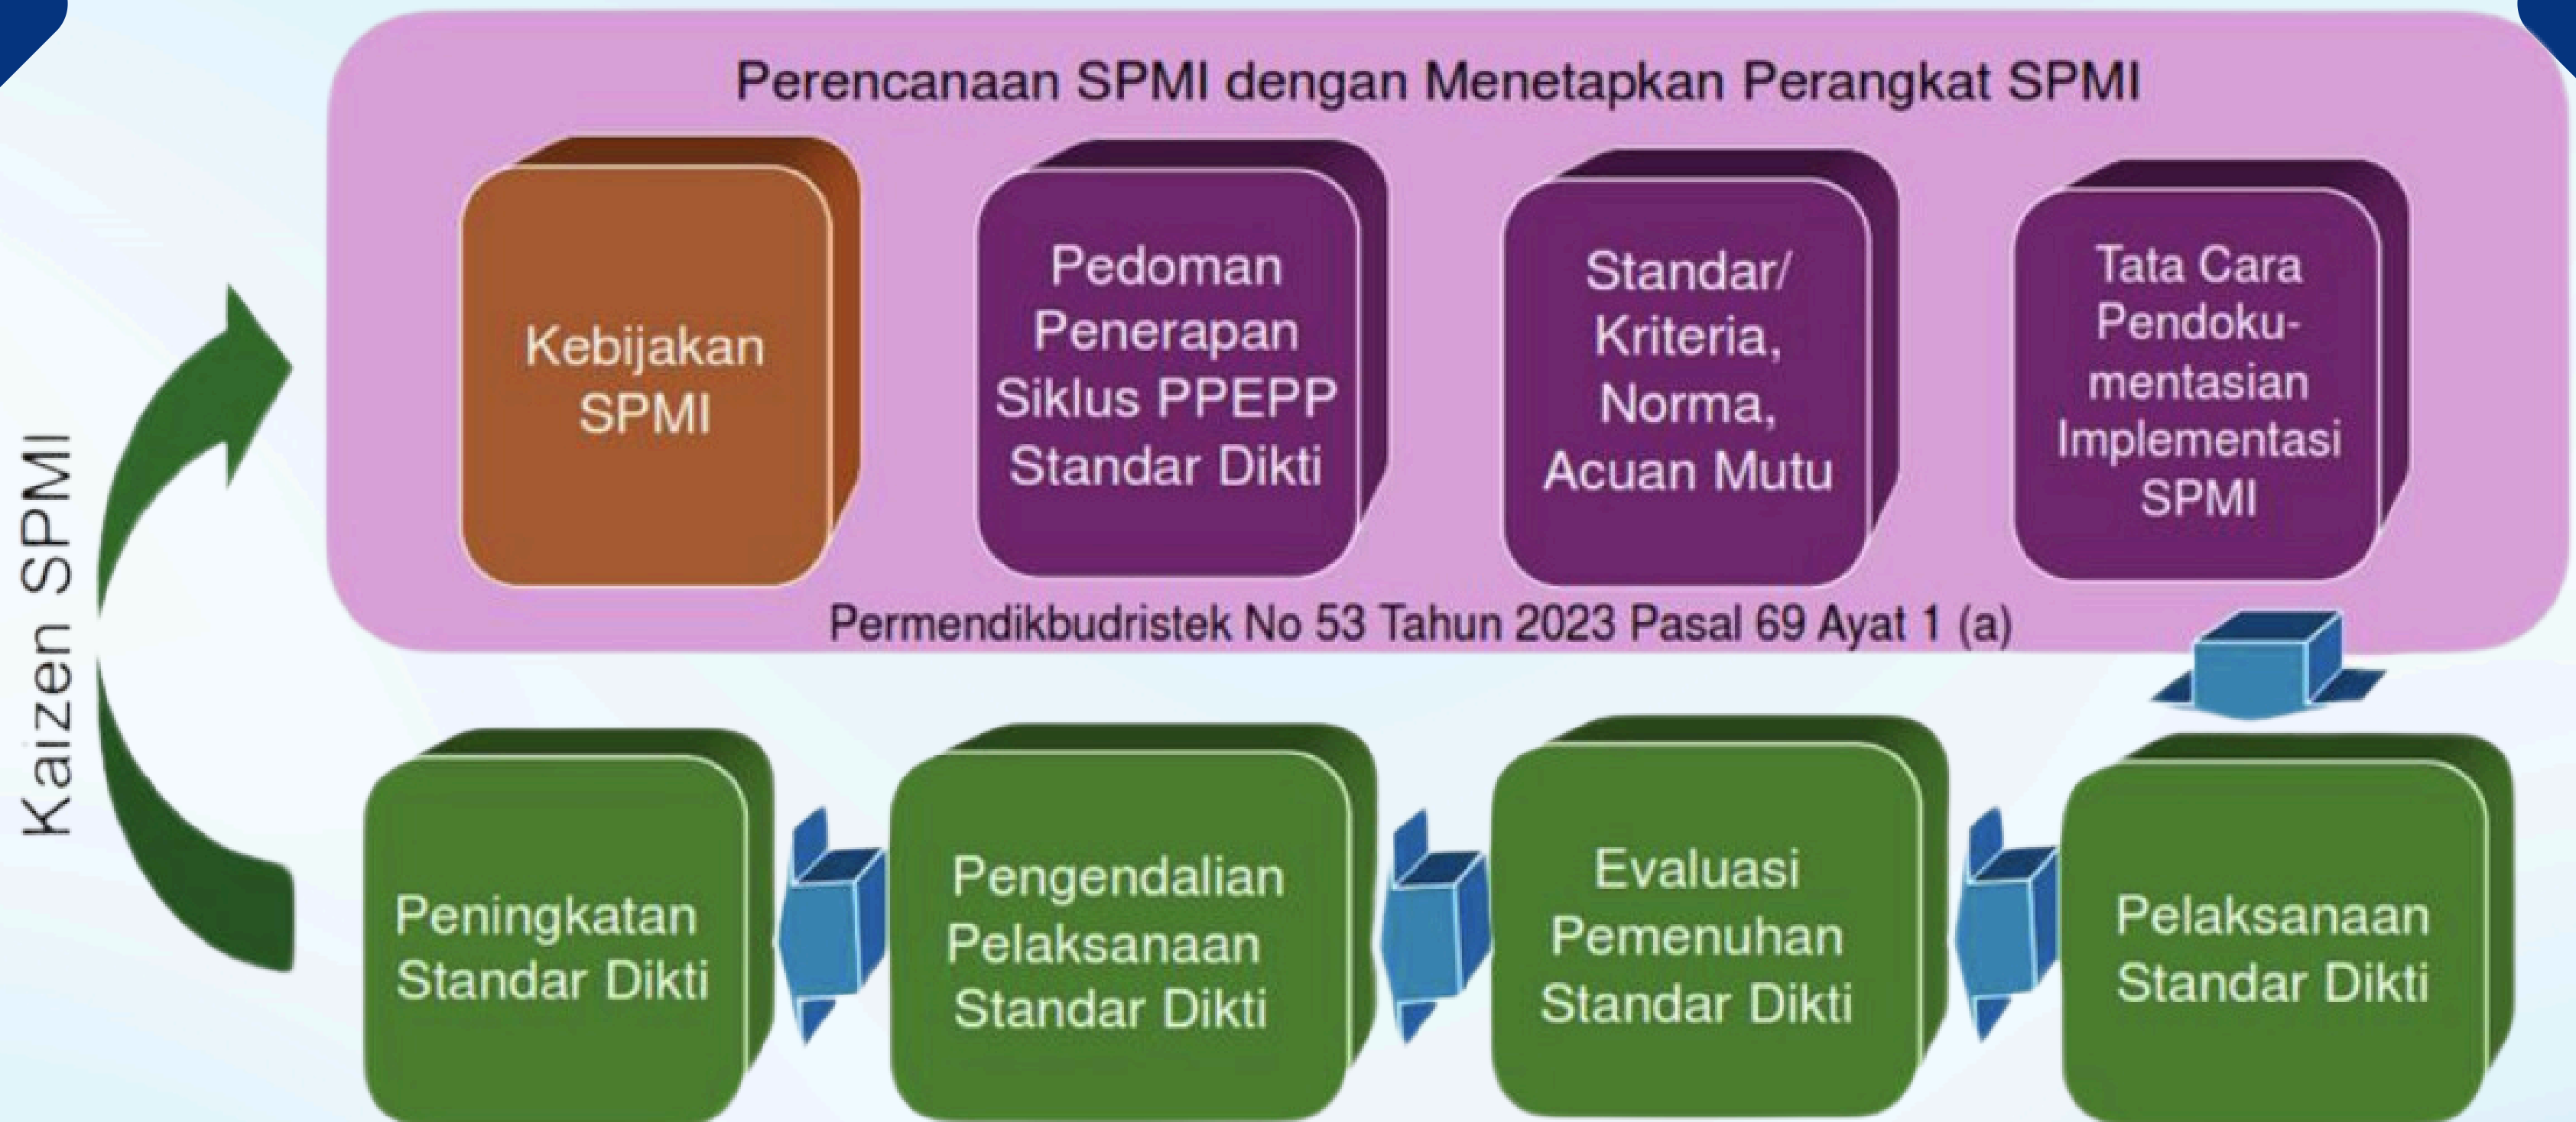 Perencanaan SPMI dengan Menetapkan Perangkat SPMI
Kebijakan
SPMI
Pedoman
Penerapan
Siklus PPEPP
Standar Dikti
Standar/
Kriteria,
Norma,
Acuan Mutu
Tata Cara
Pendoku-
mentasian
Implementasi
SPMI
Permendikbudristek No 53 Tahun 2023 Pasal 69 Ayat 1 (a)
Kaizen SPMI
Peningkatan
Standar Dikti
Pengendalian
Pelaksanaan
Standar Dikti
Evaluasi
Pemenuhan
Standar Dikti
Pelaksanaan
Standar Dikti